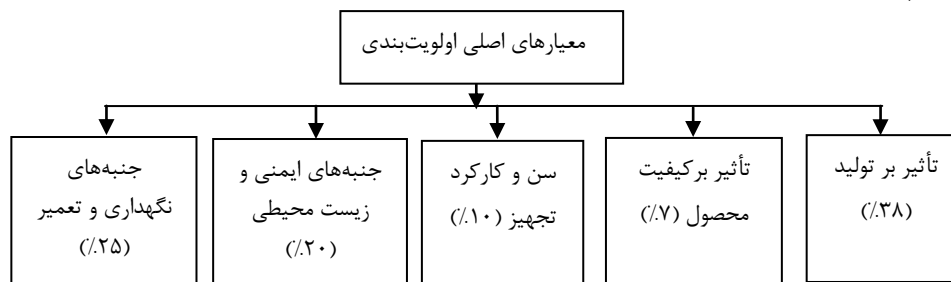 معیارهای اصلی اولویت‌بندی
تأثیر بر تولید
(٪۳۸)
تأثیر برکیفیت
محصول (٪۷)
سن و کارکرد
تجهیز (٪۱۰)
جنبه‌های ایمنی و
زیست محیطی
(٪۲۰)
جنبه‌های
نگهداری و تعمیر
(٪۲۵)